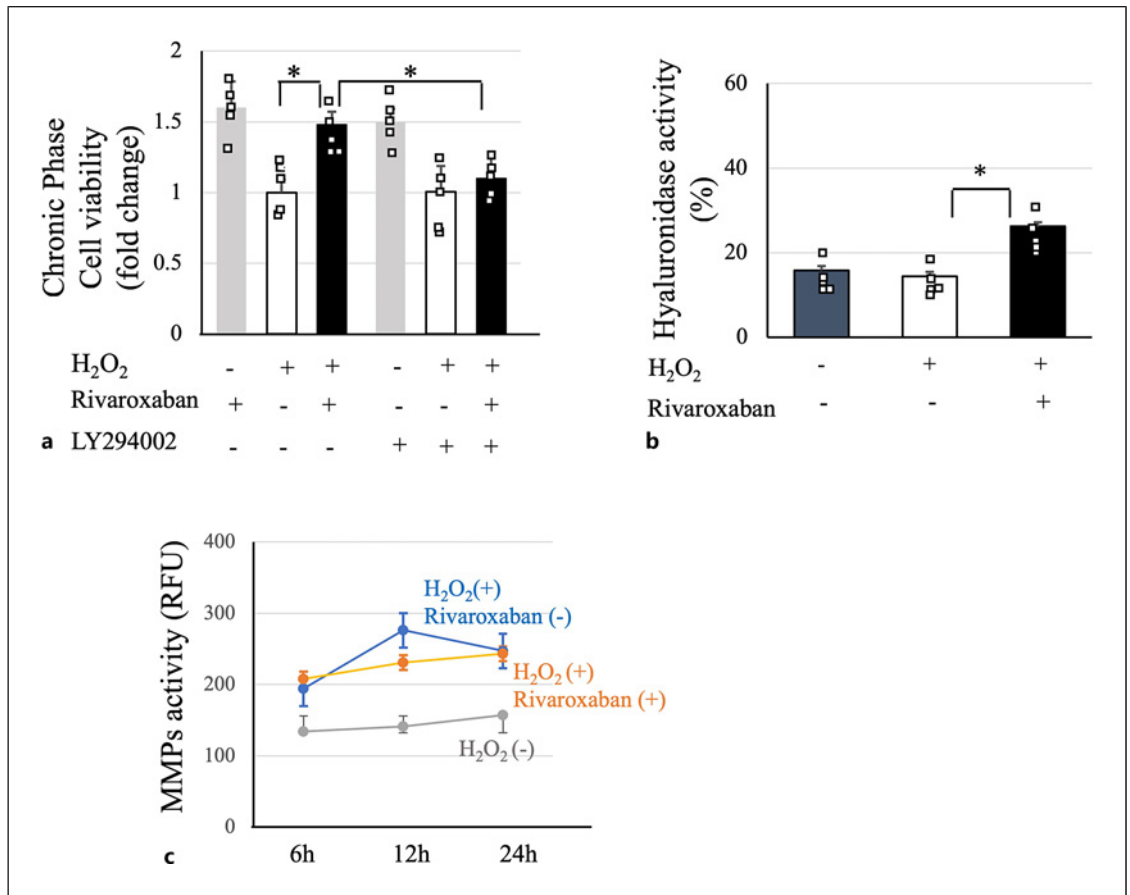 Chronic Phase
Cell viability
(fold change)
2
1.5
1
0.5
0
*
*
H₂O₂ - + + - + +
Rivaroxaban + - + - - +
a LY294002 - - - + + +
Hyaluronidase activity
(%)
60
40
20
0
*
H₂O₂ - + +
Rivaroxaban - - +
b
MMPs activity (RFU)
400
300
200
100
0
H₂O₂(+)
Rivaroxaban (-)
H₂O₂ (+)
Rivaroxaban (+)
H₂O₂ (-)
6h 12h 24h
c